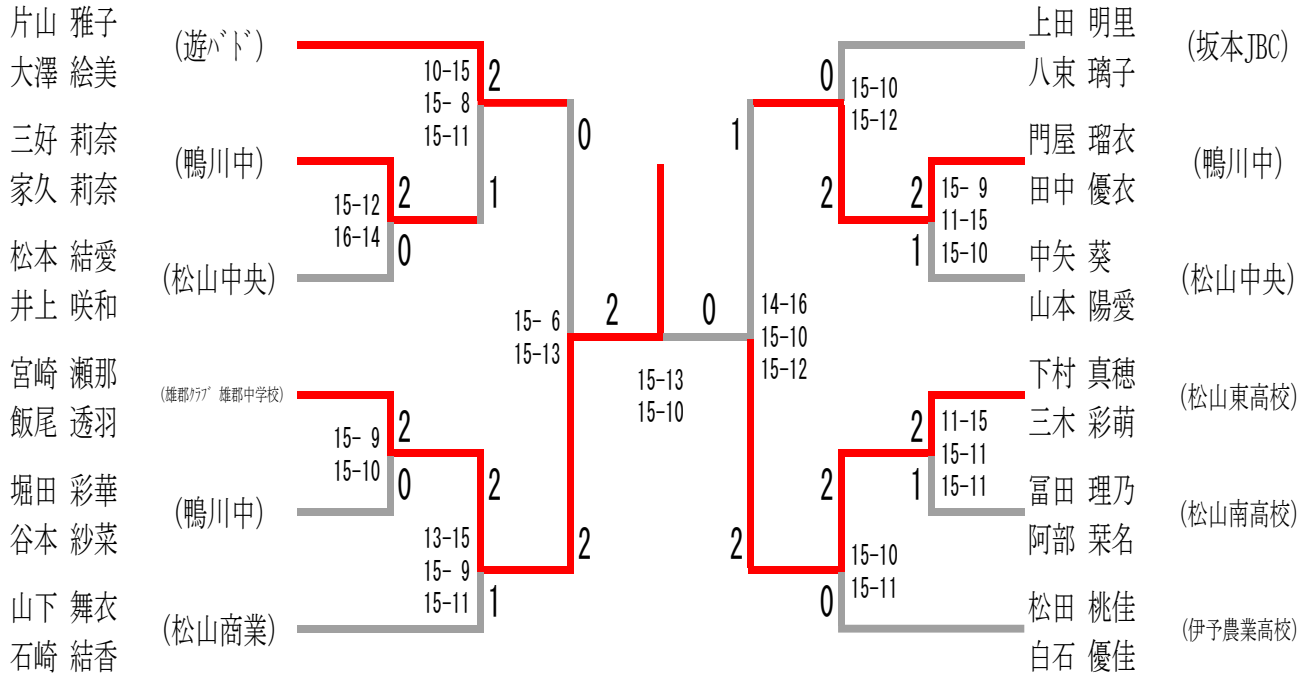 片山 雅子
大澤 絵美
(遊バド)
三好 莉奈
家久 莉奈
(鴨川中)
松本 結愛
井上 咲和
(松山中央)
宮崎 瀬那
飯尾 透羽
(雄郡クラブ 雄郡中学校)
堀田 彩華
谷本 紗菜
(鴨川中)
山下 舞衣
石崎 結香
(松山商業)
10-15
15- 8
15-11
2
1
15-12
16-14
2
0
0
15- 6
15-13
2
15- 9
15-10
2
0
13-15
15- 9
15-11
2
1
2
0
15-13
15-10
1
14-16
15-10
15-12
2
0
15-10
15-12
2
2
15- 9
11-15
15-10
1
2
11-15
15-11
15-11
1
2
15-10
15-11
0
上田 明里
八束 璃子
(坂本JBC)
門屋 瑠衣
田中 優衣
(鴨川中)
中矢 葵
山本 陽愛
(松山中央)
下村 真穂
三木 彩萌
(松山東高校)
冨田 理乃
阿部 栞名
(松山南高校)
松田 桃佳
白石 優佳
(伊予農業高校)